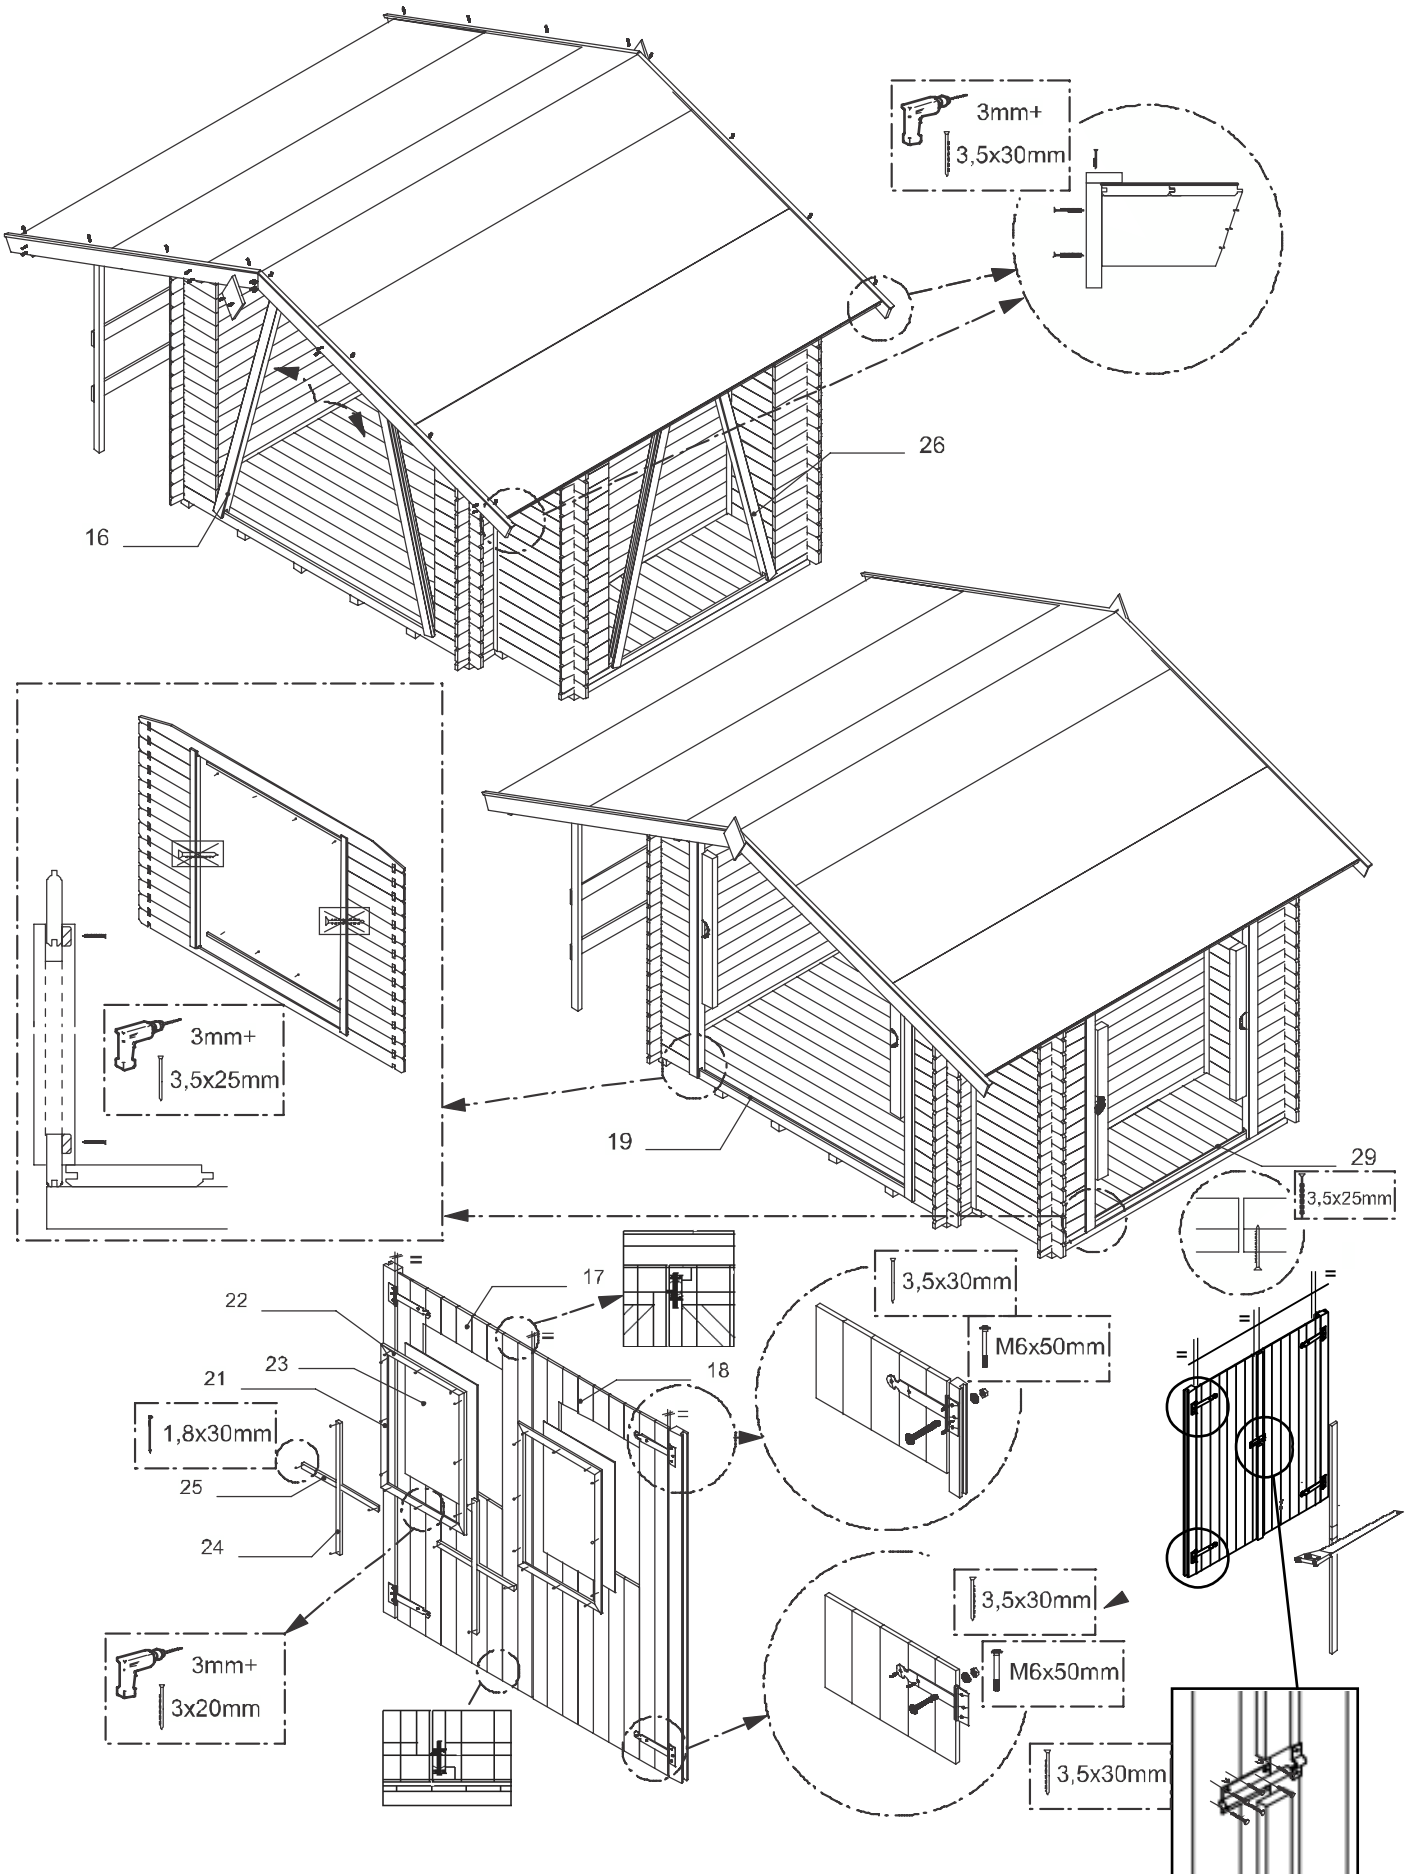 3mm+
3,5x30mm
26
16
3mm+
3,5x25mm
19
29
3,5x25mm
=
17
22
=
3,5x30mm
M6x50mm
=
=
=
23
21
18
=
1,8x30mm
25
24
3,5x30mm
M6x50mm
3mm+
3x20mm
3,5x30mm